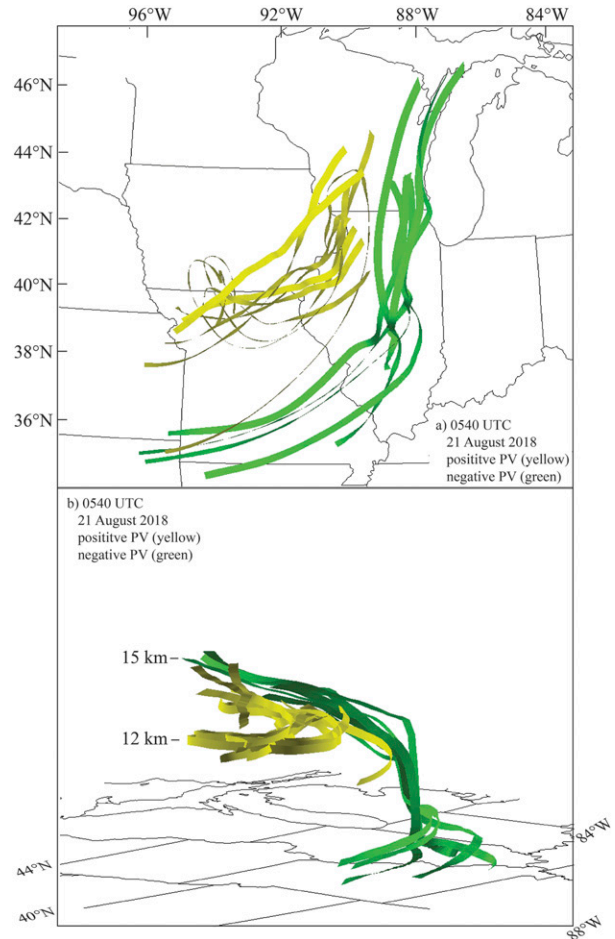 96°W 92°W 88°W 84°W
46°N
44°N
42°N
40°N
38°N
36°N
a) 0540 UTC
21 August 2018
posititve PV (yellow)
negative PV (green)
b) 0540 UTC
21 August 2018
posititve PV (yellow)
negative PV (green)
15 km
12 km
84°W
44°N
40°N
88°W